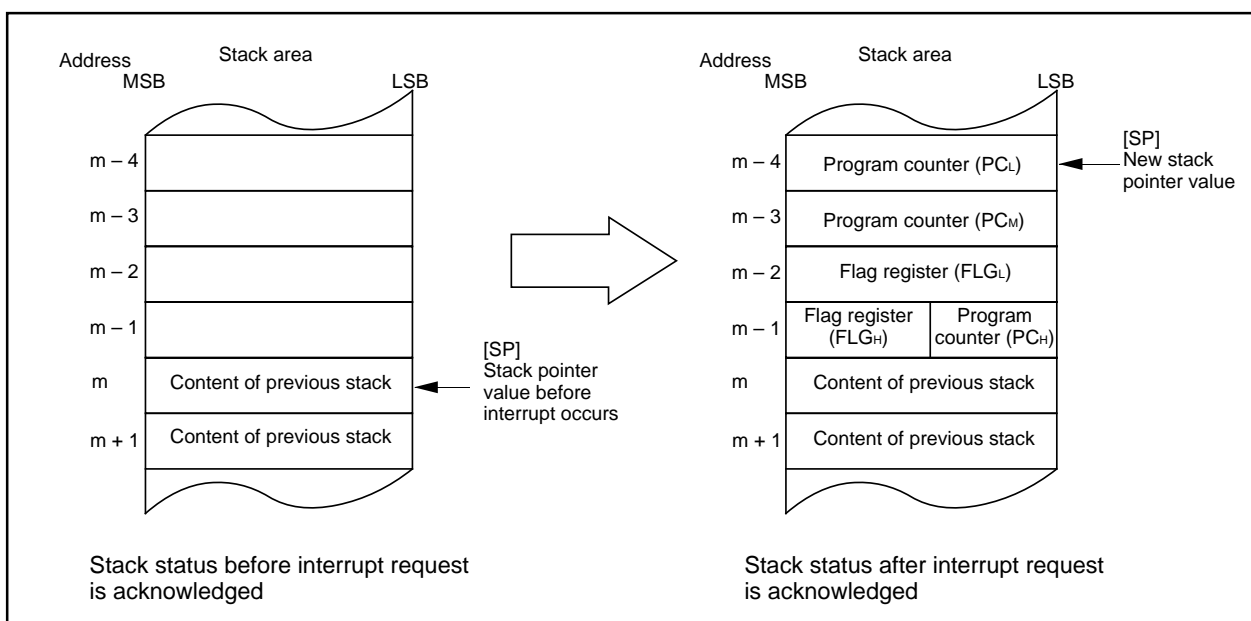 Address
Stack area
MSB
LSB
m – 4
m – 3
m – 2
m – 1
m
Content of previous stack
m + 1
Content of previous stack
[SP]
Stack pointer
value before
interrupt occurs
Stack status before interrupt request
is acknowledged
Address
Stack area
MSB
LSB
m – 4
Program counter (PCL)
m – 3
Program counter (PCM)
m – 2
Flag register (FLGL)
m – 1
Flag register
(FLGH)
Program
counter (PCH)
m
Content of previous stack
m + 1
Content of previous stack
[SP]
New stack
pointer value
Stack status after interrupt request
is acknowledged